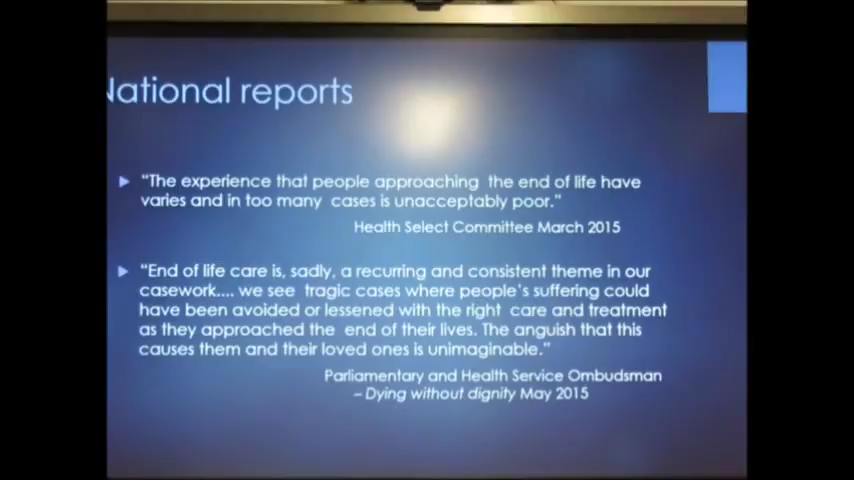 National reports
"The experience that people approaching the end of life have
varies and in too many cases is unacceptably poor."
Health Select Committee March 2015
"End of life care is, sadly, a recurring and consistent theme in our
casework.... we see tragic cases where people's suffering could
have been avoided or lessened with the right care and treatment
as they approached the end of their lives. The anguish that this
causes them and their loved ones is unimaginable."
Parliamentary and Health Service Ombudsman
– Dying without dignity May 2015